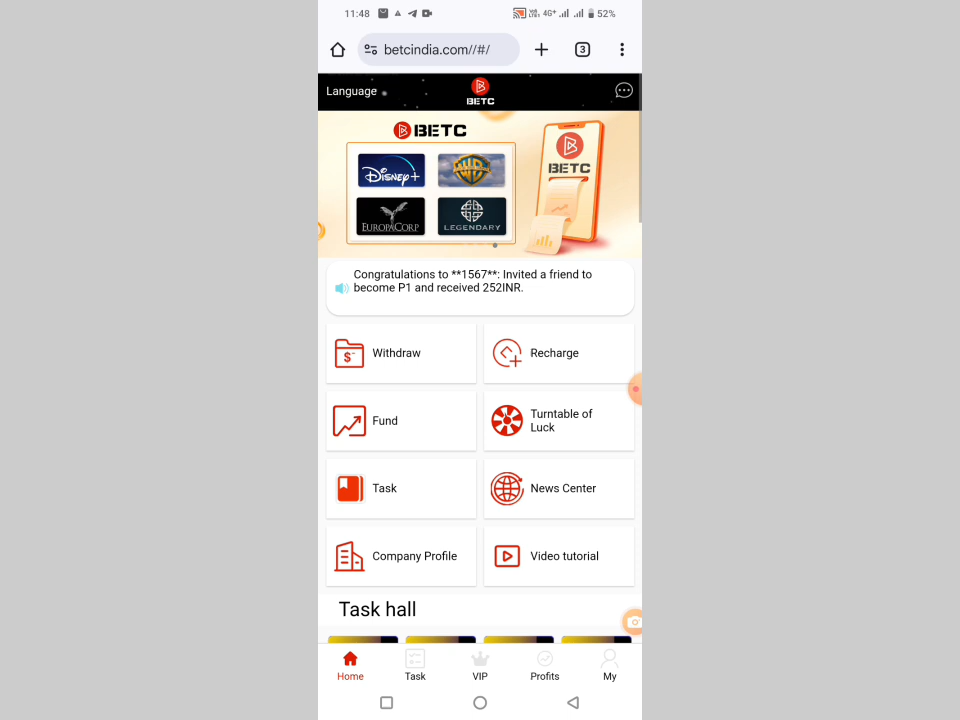 11:48
4G+
52%
betcindia.com//#/
3
Language
BETC
BETC
BETC
Disney+
EUROPACORP
LEGENDARY
Congratulations to **1567**: Invited a friend to
become P1 and received 252INR.
Withdraw
Recharge
Fund
Turntable of
Luck
Task
News Center
Company Profile
Video tutorial
Task hall
Home
Task
VIP
Profits
My